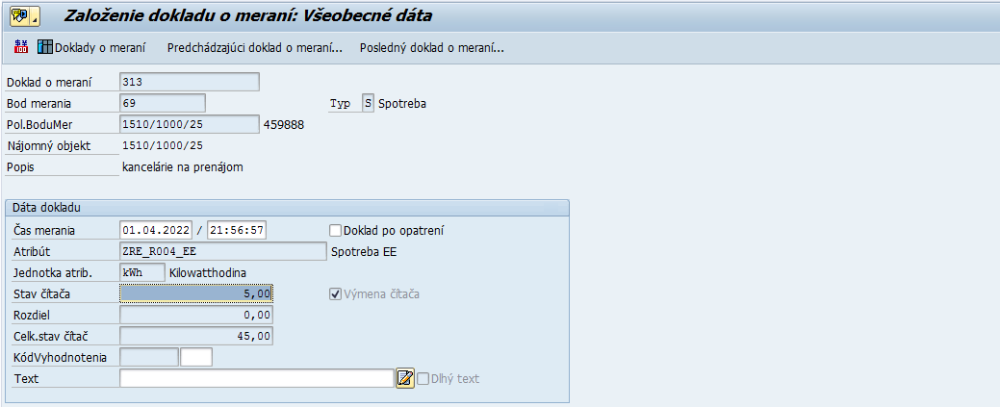 Založenie dokladu o meraní: Všeobecné dáta
Doklady o meraní Predchádzajúci doklad o meraní... Posledný doklad o meraní...
Doklad o meraní 313
Bod merania 69 Typ S Spotreba
Pol.BoduMer 1510/1000/25 459888
Nájomný objekt 1510/1000/25
Popis kancelárie na prenájom
Dáta dokladu
Čas merania 01.04.2022 / 21:56:57 Doklad po opatrení
Atribút ZRE_R004_EE Spotreba EE
Jednotka atrib. kWh Kilowatthodina
Stav čítača 5,00 Výmena čítača
Rozdiel 0,00
Celk.stav čítač 45,00
KódVyhodnotenia
Text Dlhý text